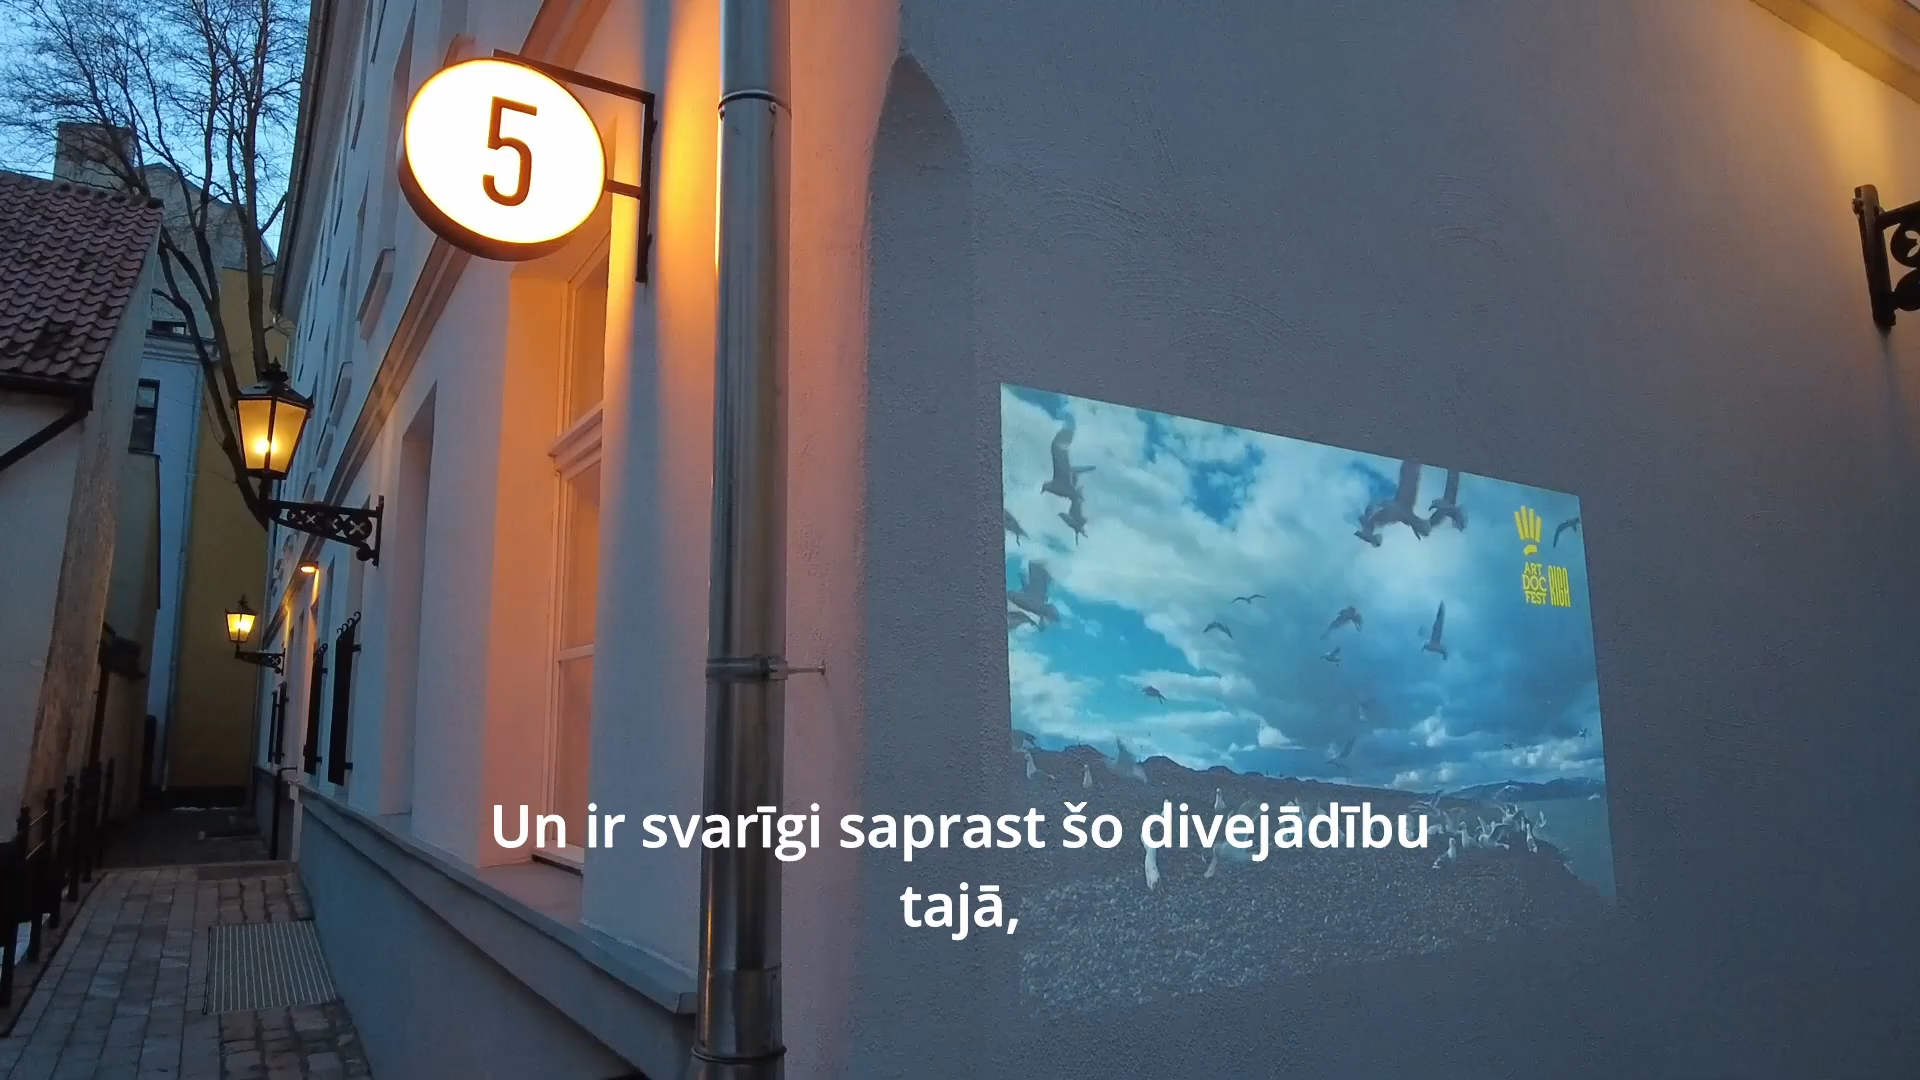 5
ART
DOC
FEST
RIGA
Un ir svarīgi saprast šo divejādību
tajā,